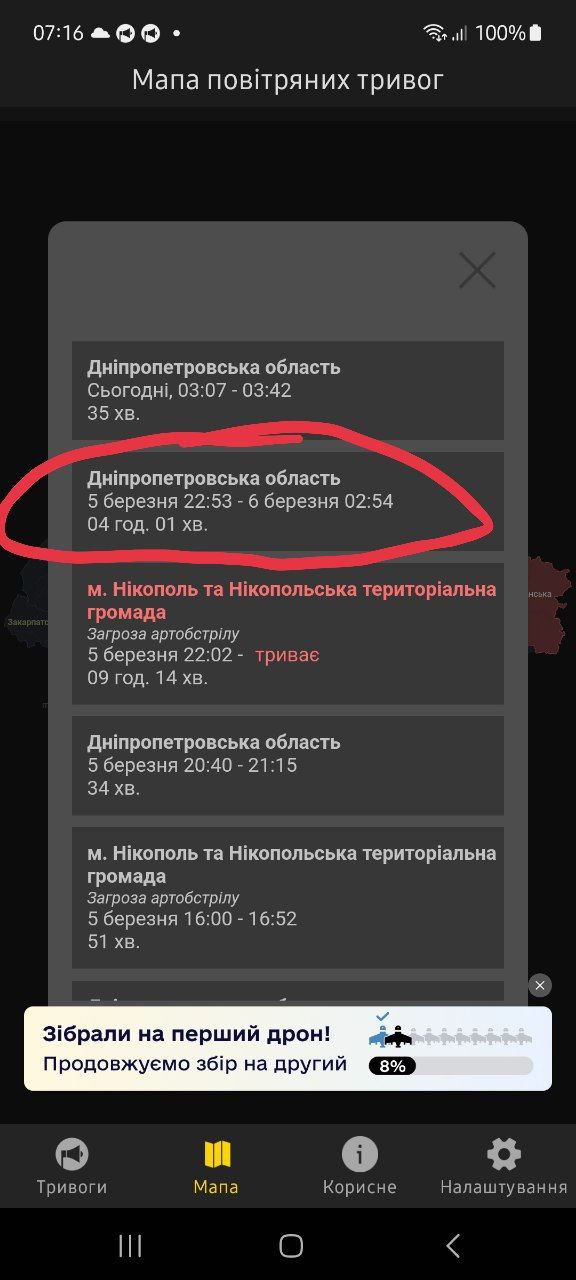 07:16
100%
Мапа повітряних тривог
Дніпропетровська область
Сьогодні, 03:07 - 03:42
35 хв.
Дніпропетровська область
5 березня 22:53 - 6 березня 02:54
04 год. 01 хв.
м. Нікополь та Нікопольська територіальна
громада
Загроза артобстрілу
5 березня 22:02 - триває
09 год. 14 хв.
Дніпропетровська область
5 березня 20:40 - 21:15
34 хв.
м. Нікополь та Нікопольська територіальна
громада
Загроза артобстрілу
5 березня 16:00 - 16:52
51 хв.
Зібрали на перший дрон!
Продовжуємо збір на другий
8%
Тривоги
Мапа
Корисне
Налаштування